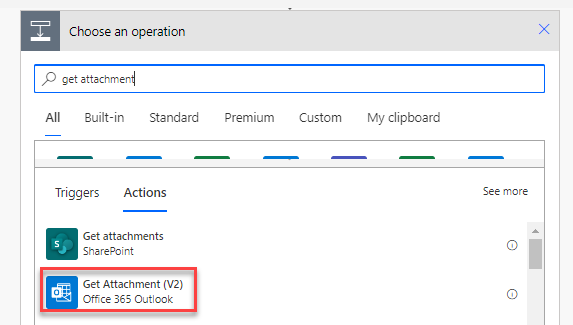 Choose an operation
get attachment
All Built-in Standard Premium Custom My clipboard
Triggers Actions See more
Get attachments
SharePoint
Get Attachment (V2)
Office 365 Outlook